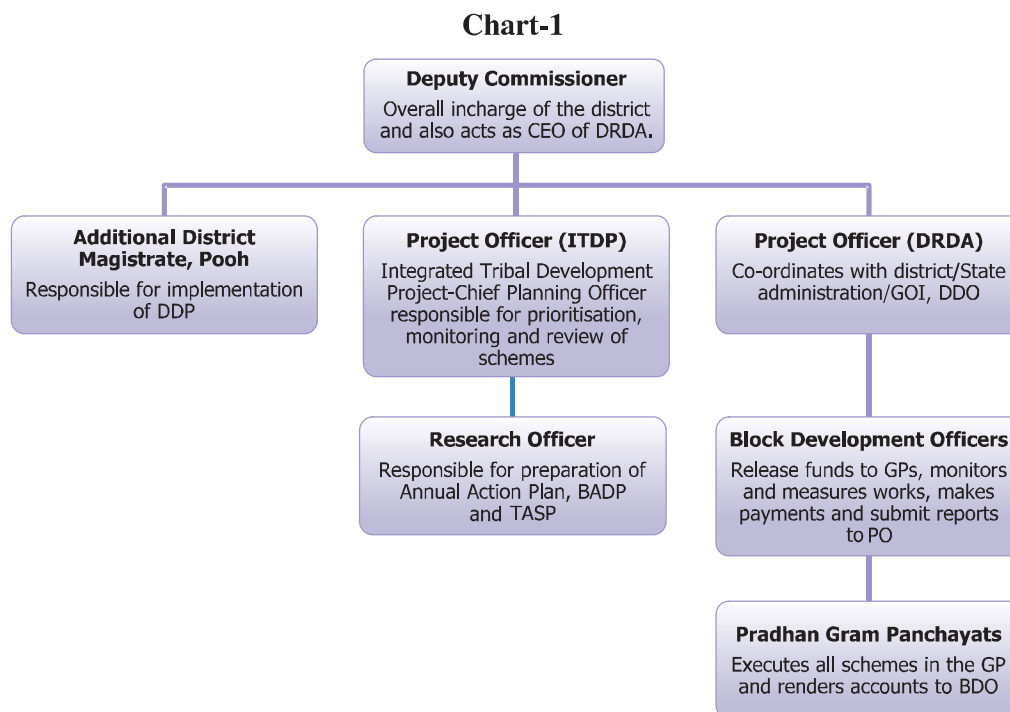 Chart-1
Deputy Commissioner
Overall incharge of the district
and also acts as CEO of DRDA.
Additional District
Magistrate, Pooh
Responsible for implementation
of DDP
Project Officer (ITDP)
Integrated Tribal Development
Project-Chief Planning Officer
responsible for prioritisation,
monitoring and review of
schemes
Project Officer (DRDA)
Co-ordinates with district/State
administration/GOI, DDO
Research Officer
Responsible for preparation of
Annual Action Plan, BADP
and TASP
Block Development Officers
Release funds to GPs, monitors
and measures works, makes
payments and submit reports
to PO
Pradhan Gram Panchayats
Executes all schemes in the GP
and renders accounts to BDO